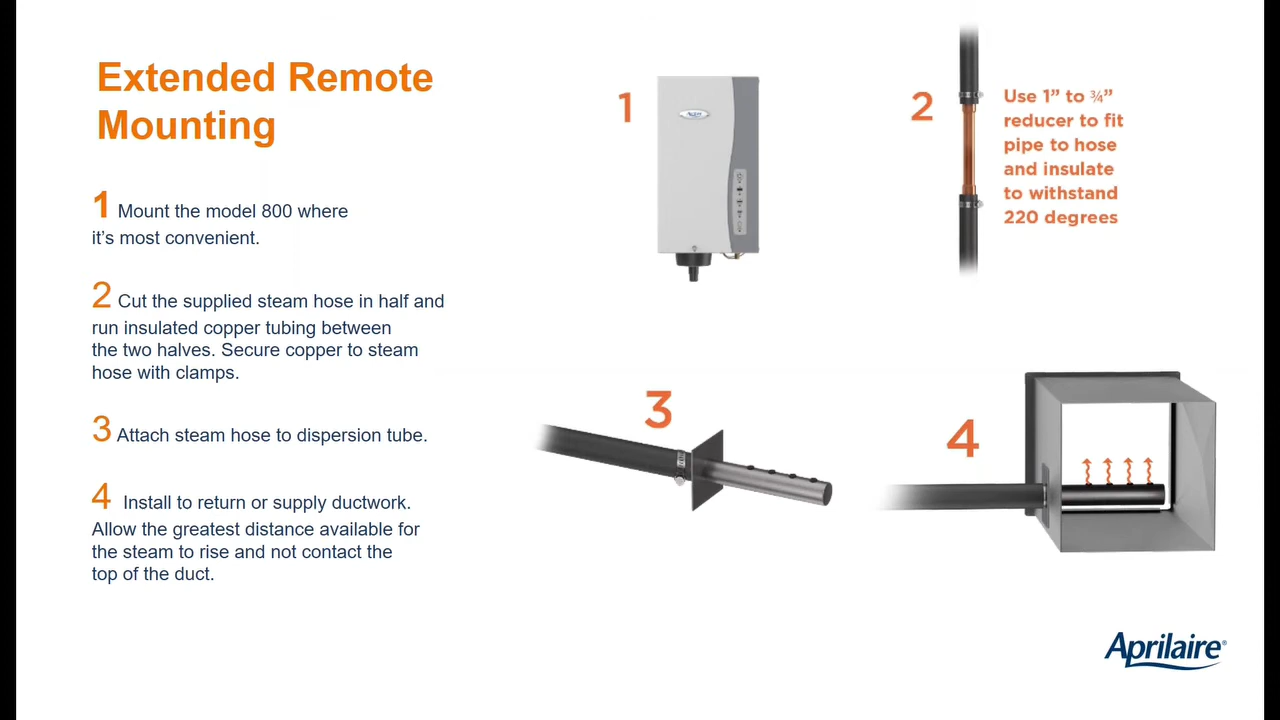 Extended Remote
Mounting
1 Mount the model 800 where
it’s most convenient.
2 Cut the supplied steam hose in half and
run insulated copper tubing between
the two halves. Secure copper to steam
hose with clamps.
3 Attach steam hose to dispersion tube.
4 Install to return or supply ductwork.
Allow the greatest distance available for
the steam to rise and not contact the
top of the duct.
1
2
Use 1” to ¾”
reducer to fit
pipe to hose
and insulate
to withstand
220 degrees
3
4
Aprilaire®